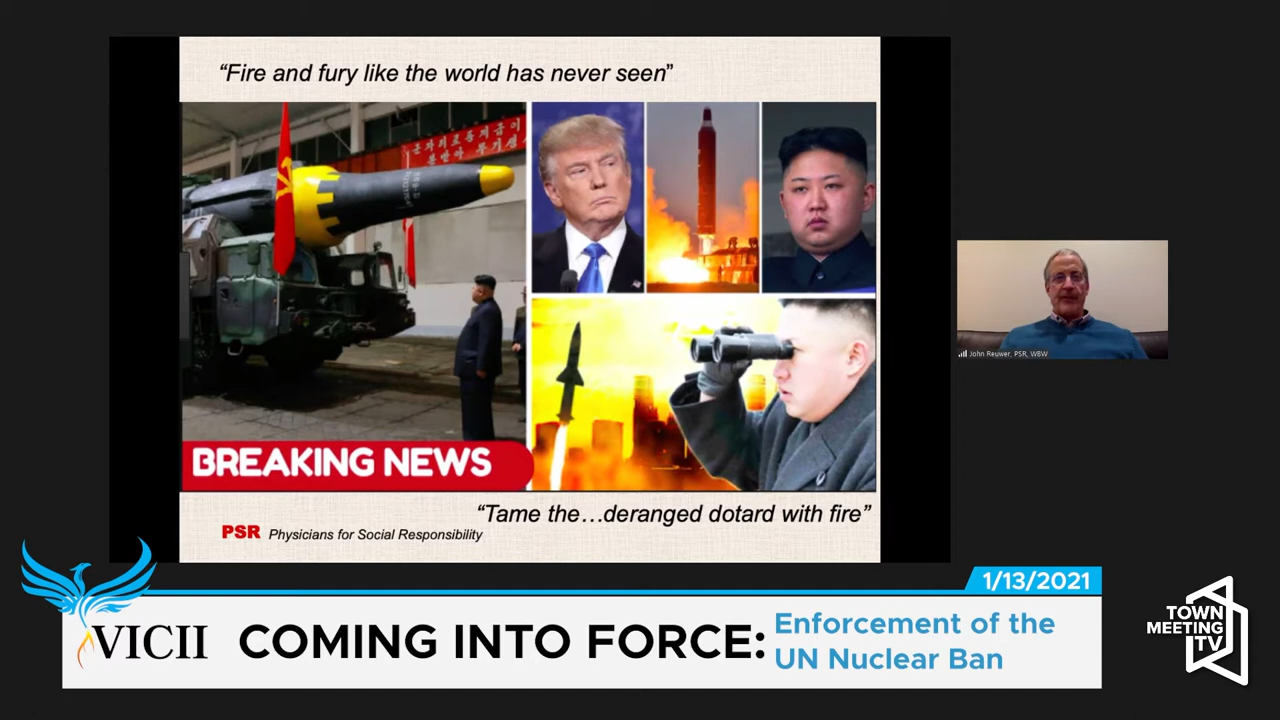 “Fire and fury like the world has never seen”
BREAKING NEWS
“Tame the…deranged dotard with fire”
PSR Physicians for Social Responsibility
John Reuwer, PSR, WBW
1/13/2021
VICII
COMING INTO FORCE:
Enforcement of the
UN Nuclear Ban
TOWN
MEETING
TV